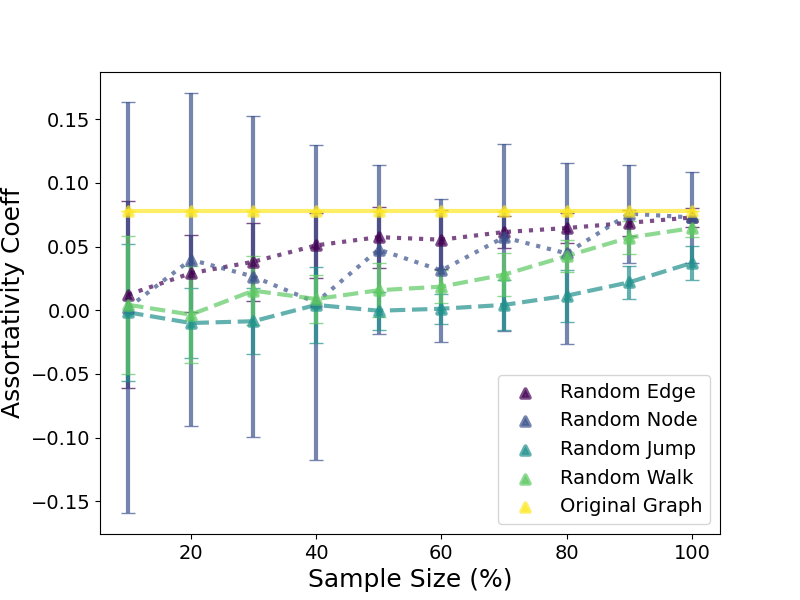 Assortativity Coeff
0.15
0.10
0.05
0.00
−0.05
−0.10
−0.15
20
40
60
80
100
Sample Size (%)
Random Edge
Random Node
Random Jump
Random Walk
Original Graph